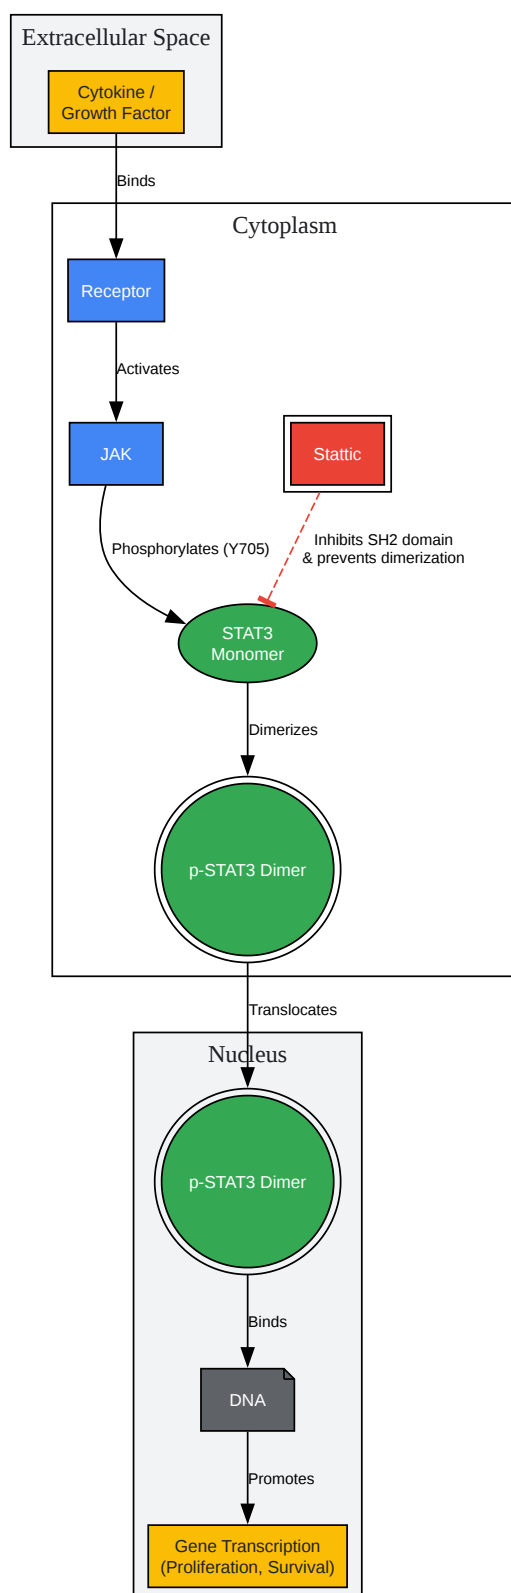 Extracellular Space
Cytokine /
Growth Factor
Binds
Cytoplasm
Receptor
Activates
JAK
Stattic
Phosphorylates (Y705)
Inhibits SH2 domain
& prevents dimerization
STAT3
Monomer
Dimerizes
p-STAT3 Dimer
Translocates
Nucleus
p-STAT3 Dimer
Binds
DNA
Promotes
Gene Transcription
(Proliferation, Survival)